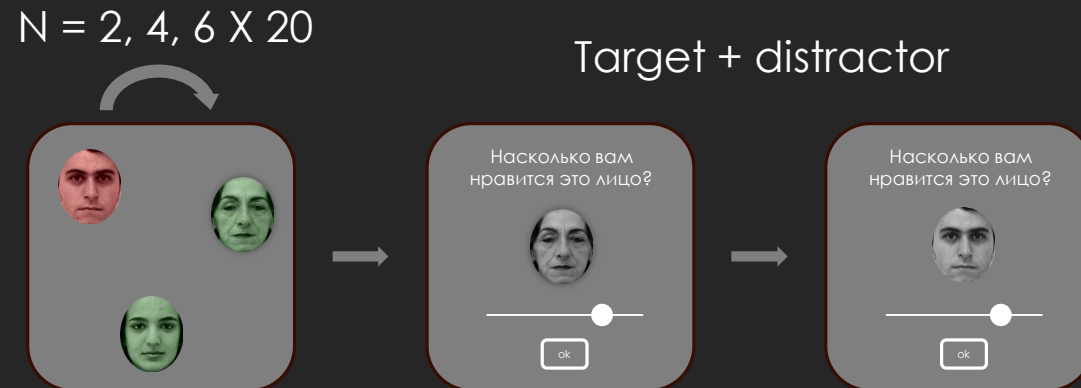 N = 2, 4, 6 X 20
Target + distractor
Насколько вам
нравится это лицо?
ok
Насколько вам
нравится это лицо?
ok